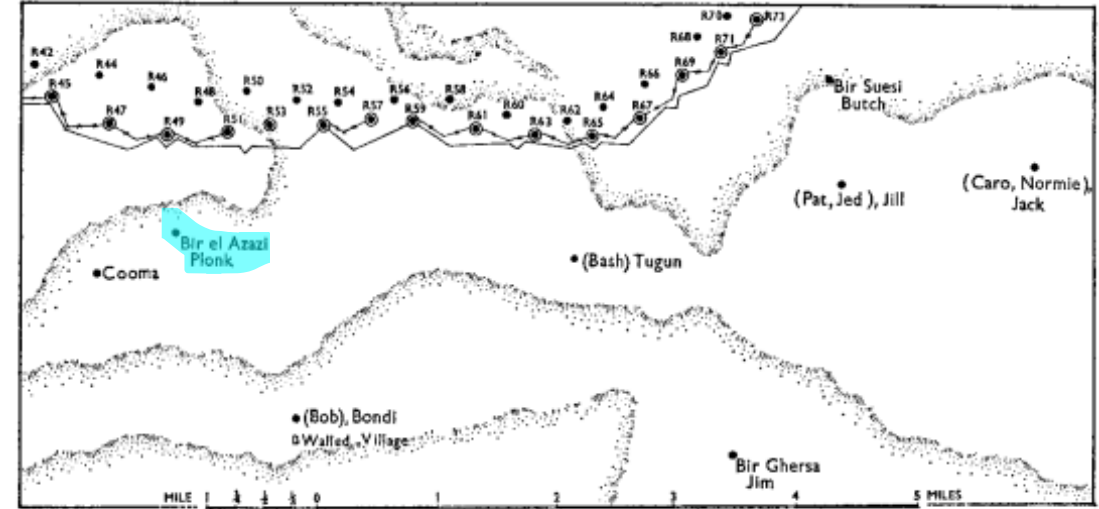 R42
R44
R46
R48
R50
R52
R54
R56
R58
R60
R62
R64
R66
R68
R70
R73
R71
R69
R67
R65
R63
R61
R59
R57
R55
R53
R51
R49
R47
R45
Bir Suesi
Butch
(Caro, Normie),
Jack
(Pat, Jed), Jill
Bir el Azazi
Plonk
(Bash) Tugun
Cooma
(Bob), Bondi
Walled Village
Bir Ghersa
Jim
MILE 1 0 1 2 3 4 5 MILES